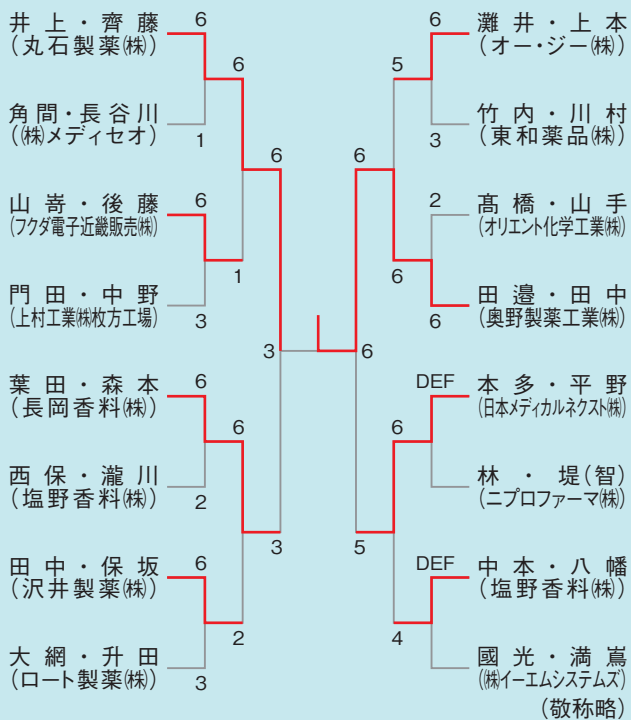 井上・齊藤
(丸石製薬㈱)
6
角間・長谷川
(㈱メディセオ)
1
6
山嵜・後藤
(フクダ電子近畿販売㈱)
6
門田・中野
(上村工業㈱枚方工場)
3
1
6
葉田・森本
(長岡香料㈱)
6
西保・瀧川
(塩野香料㈱)
2
6
田中・保坂
(沢井製薬㈱)
6
大網・升田
(ロート製薬㈱)
3
2
3
3
6
灘井・上本
(オー・ジー㈱)
6
竹内・川村
(東和薬品㈱)
3
5
髙橋・山手
(オリエント化学工業㈱)
2
田邉・田中
(奥野製薬工業㈱)
6
6
6
本多・平野
(日本メディカルネクスト㈱)
DEF
林・堤(智)
(ニプロファーマ㈱)
6
中本・八幡
(塩野香料㈱)
DEF
國光・満嶌
(㈱イーエムシステムズ)
4
5
(敬称略)